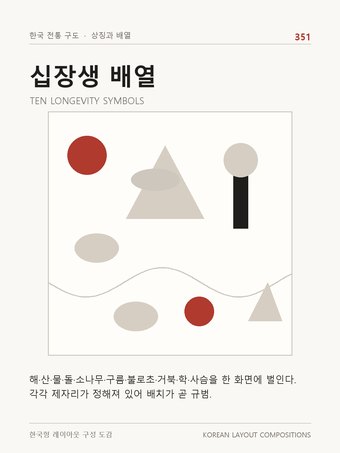 한국 전통 구도 · 상징과 배열
351
십장생 배열
TEN LONGEVITY SYMBOLS
해·산·물·돌·소나무·구름·불로초·거북·학·사슴을 한 화면에 벌인다.
각각 제자리가 정해져 있어 배치가 곧 규범.
한국형 레이아웃 구성 도감
KOREAN LAYOUT COMPOSITIONS